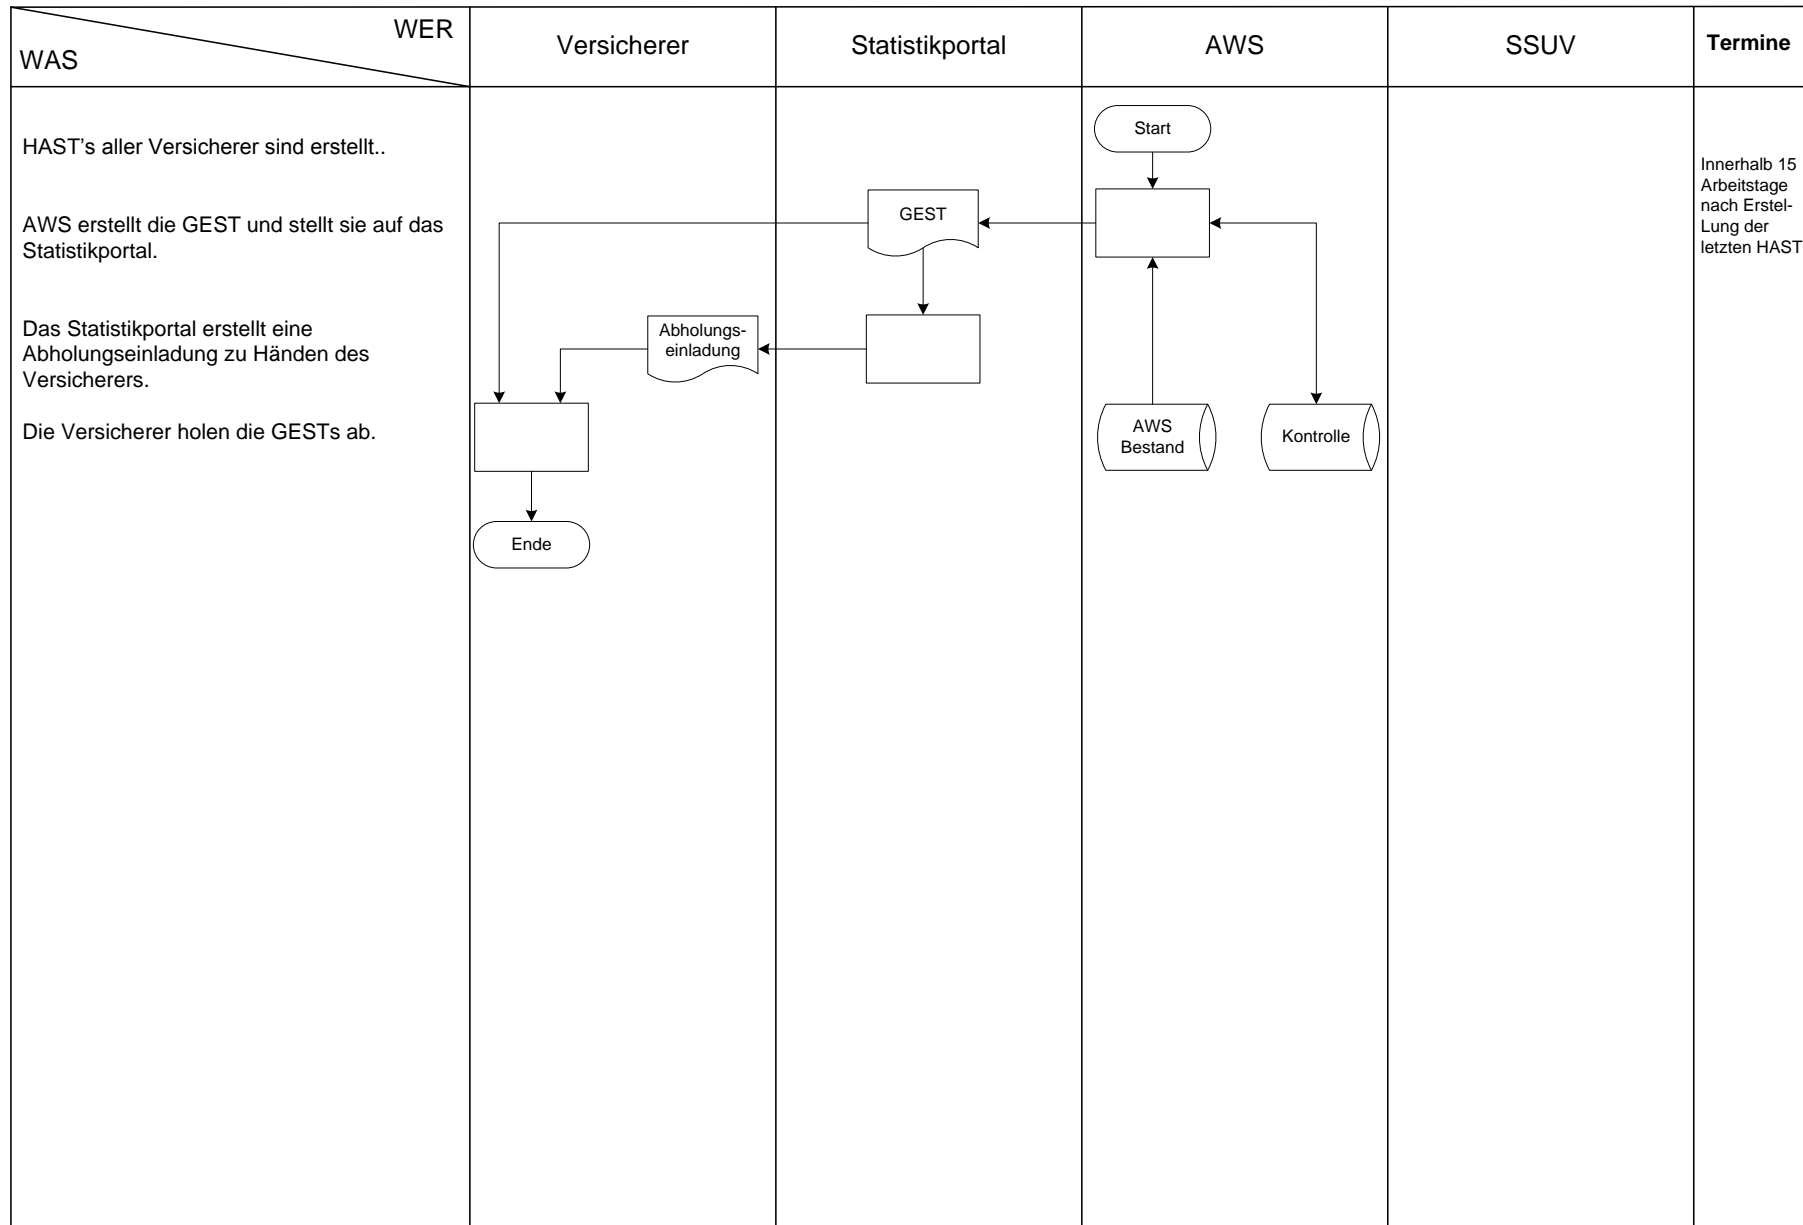 WER
WAS
Versicherer
Statistikportal
AWS
SSUV
Termine
HAST's aller Versicherer sind erstellt..
AWS erstellt die GEST und stellt sie auf das
Statistikportal.
Das Statistikportal erstellt eine
Abholungseinladung zu Händen des
Versicherers.
Die Versicherer holen die GESTs ab.
Start
GEST
Abholungs-
einladung
AWS
Bestand
Kontrolle
Ende
Innerhalb 15
Arbeitstage
nach Erstel-
Lung der
letzten HAST